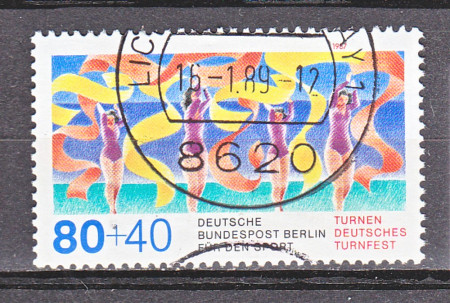 16.-1.89-12
8620
80+40
DEUTSCHE
BUNDESPOST BERLIN
FÜR DEN SPORT
TURNEN
DEUTSCHES
TURNFEST